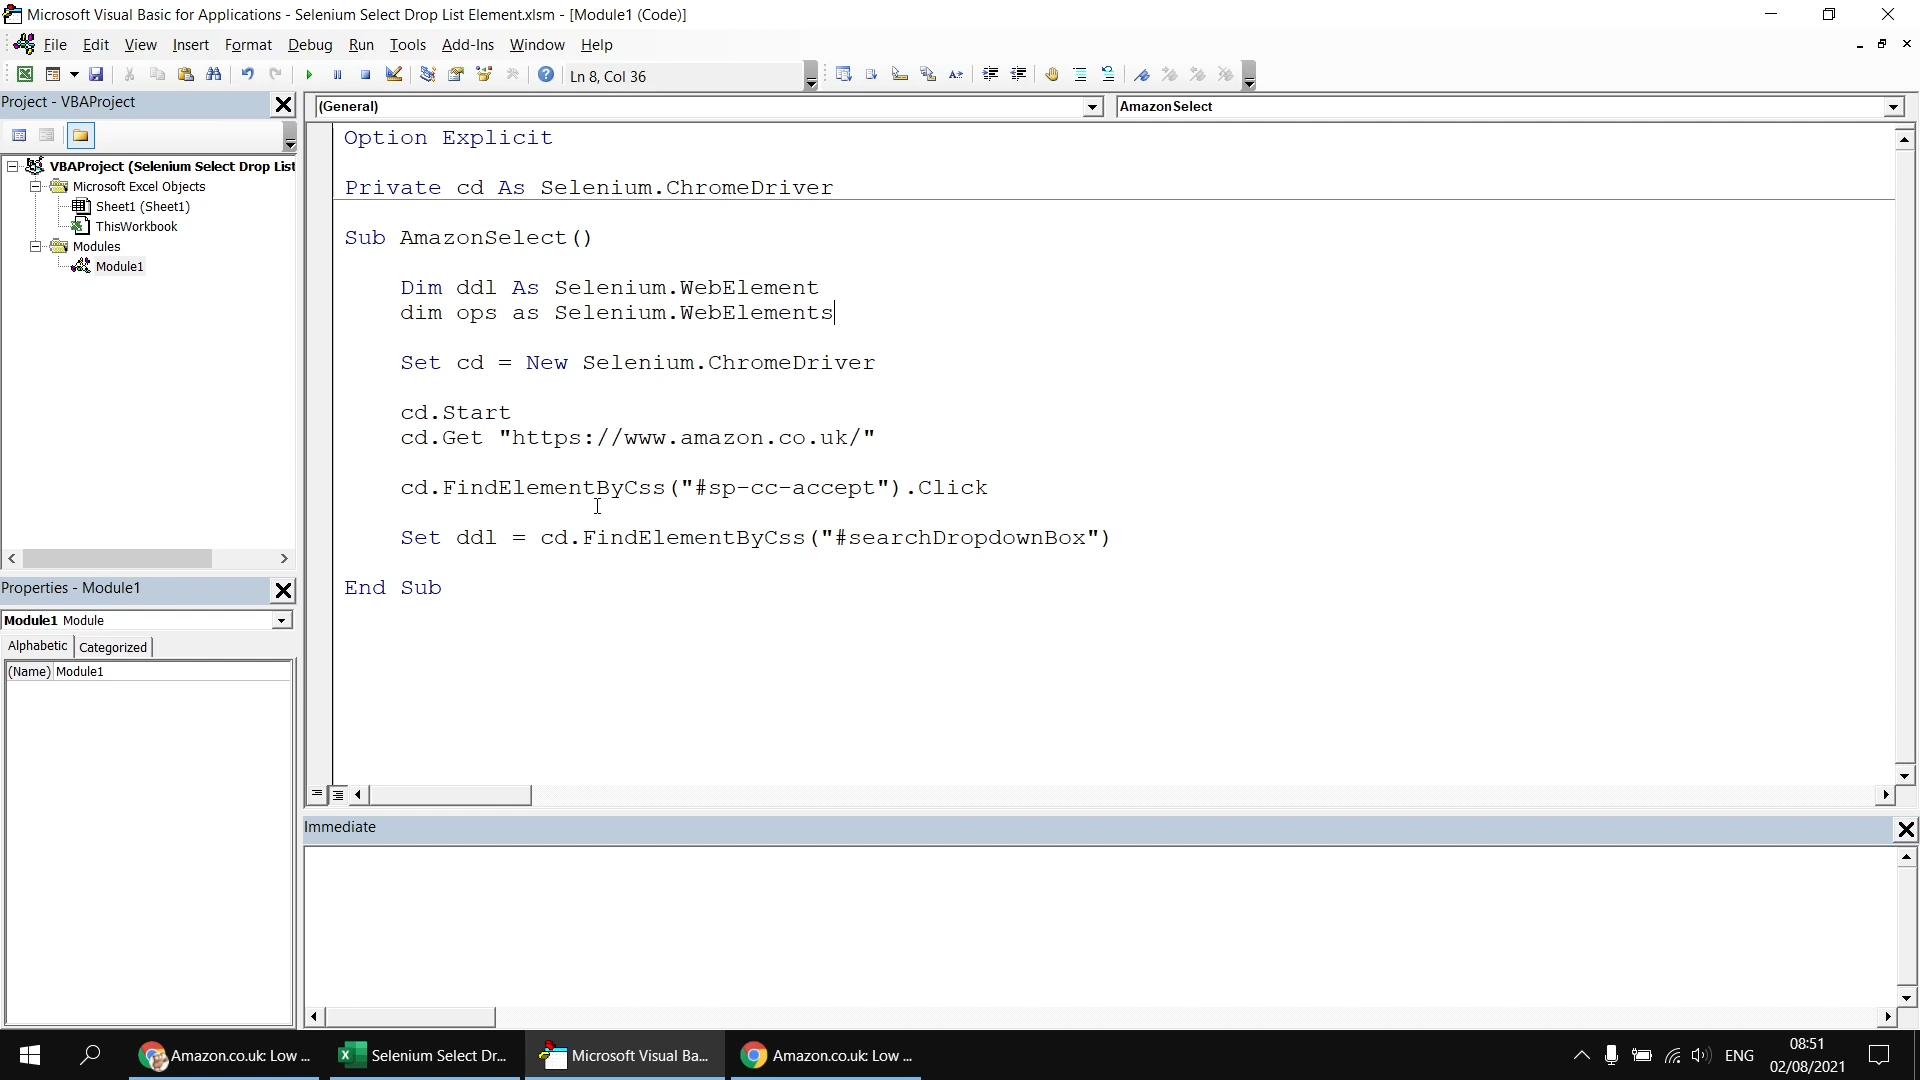 Microsoft Visual Basic for Applications - Selenium Select Drop List Element.xlsm - [Module1 (Code)]
File Edit View Insert Format Debug Run Tools Add-Ins Window Help
Ln 8, Col 36
Project - VBAProject
(General)
AmazonSelect
VBAProject (Selenium Select Drop List
Microsoft Excel Objects
Sheet1 (Sheet1)
ThisWorkbook
Modules
Module1
Option Explicit
Private cd As Selenium.ChromeDriver
Sub AmazonSelect()
Dim ddl As Selenium.WebElement
dim ops as Selenium.WebElements
Set cd = New Selenium.ChromeDriver
cd.Start
cd.Get "https://www.amazon.co.uk/"
cd.FindElementByCss("#sp-cc-accept").Click
Set ddl = cd.FindElementByCss("#searchDropdownBox")
End Sub
Properties - Module1
Module1 Module
Alphabetic Categorized
(Name) Module1
Immediate
Amazon.co.uk: Low ...
Selenium Select Dr...
Microsoft Visual Ba...
Amazon.co.uk: Low ...
ENG
08:51
02/08/2021